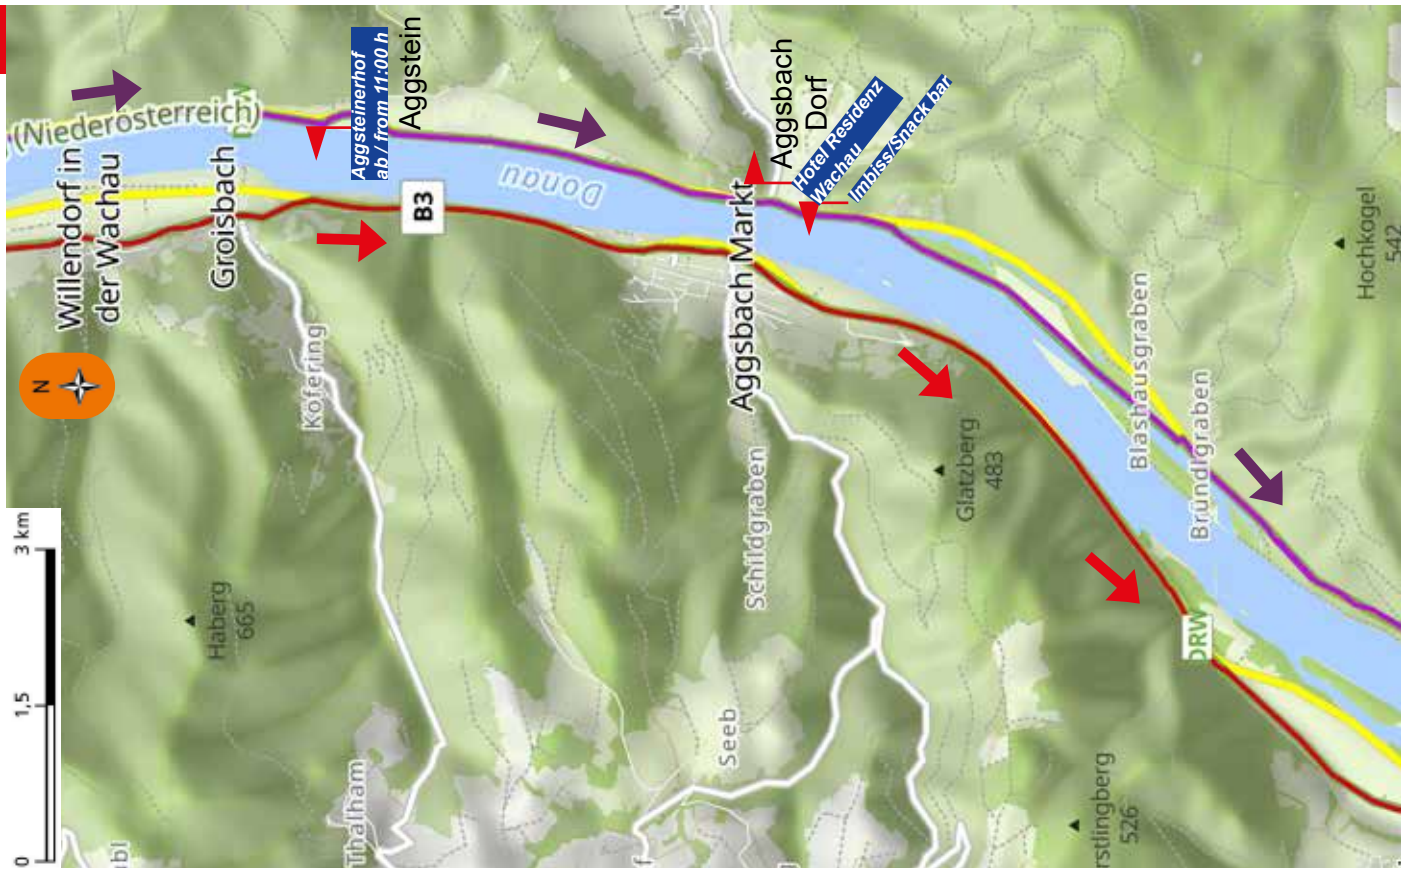 (Niederösterreich)
Willendorf in
der Wachau
Groisbach
Aggsteinerhof
ab / from 11:00 h
Aggstein
B3
Donau
Aggsbach
Dorf
Hotel Residenz
Wachau
Imbiss/Snack bar
Aggsbach Markt
Kofering
N
Hochkogel
542
Blashausgraben
Bründlgraben
Glatzberg
483
Schildgraben
Haberg
665
3 km
1,5
0
Seeb
Thalham
DRW
rstlingberg
526